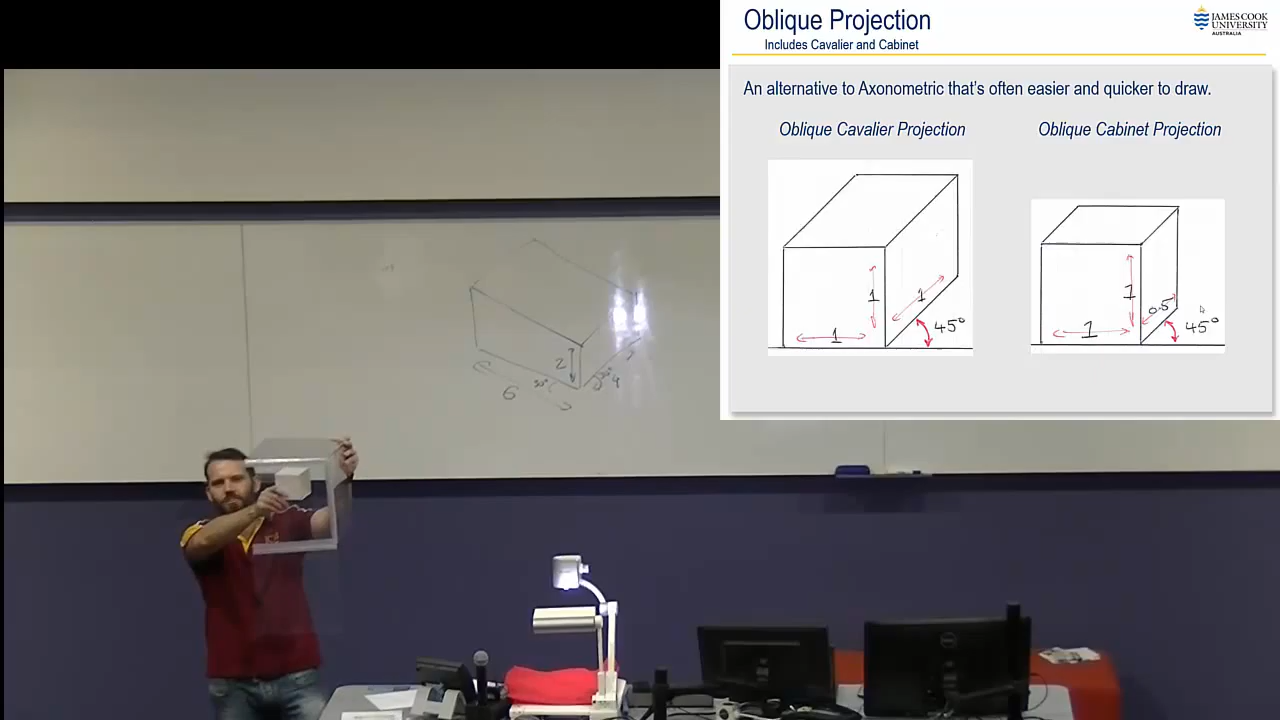 Oblique Projection
Includes Cavalier and Cabinet
JAMES COOK
UNIVERSITY
AUSTRALIA
An alternative to Axonometric that's often easier and quicker to draw.
Oblique Cavalier Projection
Oblique Cabinet Projection
1
1
1
45°
1
1
0.5
45°
2
6
30°
4